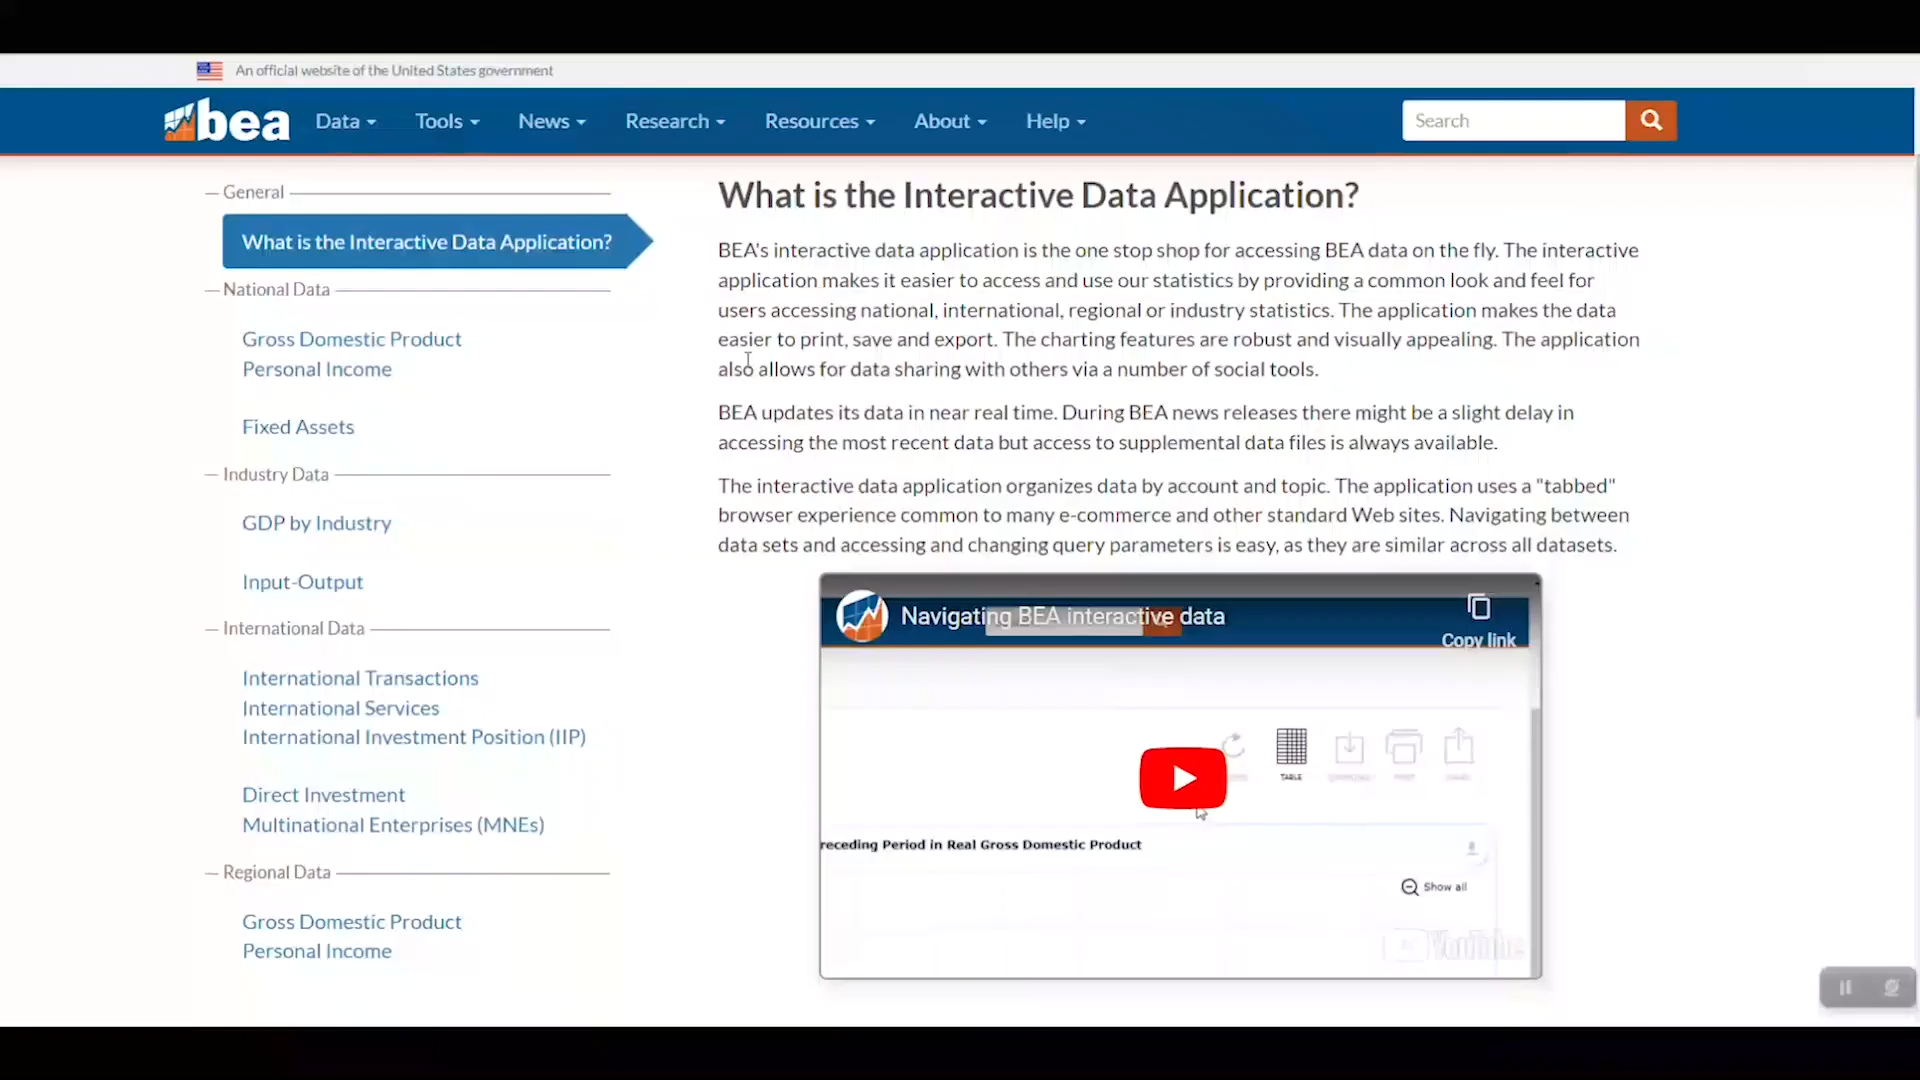 An official website of the United States government
bea
Data
Tools
News
Research
Resources
About
Help
Search
General
What is the Interactive Data Application?
National Data
Gross Domestic Product
Personal Income
Fixed Assets
Industry Data
GDP by Industry
Input-Output
International Data
International Transactions
International Services
International Investment Position (IIP)
Direct Investment
Multinational Enterprises (MNEs)
Regional Data
Gross Domestic Product
Personal Income
What is the Interactive Data Application?
BEA's interactive data application is the one stop shop for accessing BEA data on the fly. The interactive
application makes it easier to access and use our statistics by providing a common look and feel for
users accessing national, international, regional or industry statistics. The application makes the data
easier to print, save and export. The charting features are robust and visually appealing. The application
also allows for data sharing with others via a number of social tools.
BEA updates its data in near real time. During BEA news releases there might be a slight delay in
accessing the most recent data but access to supplemental data files is always available.
The interactive data application organizes data by account and topic. The application uses a "tabbed"
browser experience common to many e-commerce and other standard Web sites. Navigating between
data sets and accessing and changing query parameters is easy, as they are similar across all datasets.
Navigating BEA interactive data
Copy link
TABLE
receding Period in Real Gross Domestic Product
Show all
YouTube